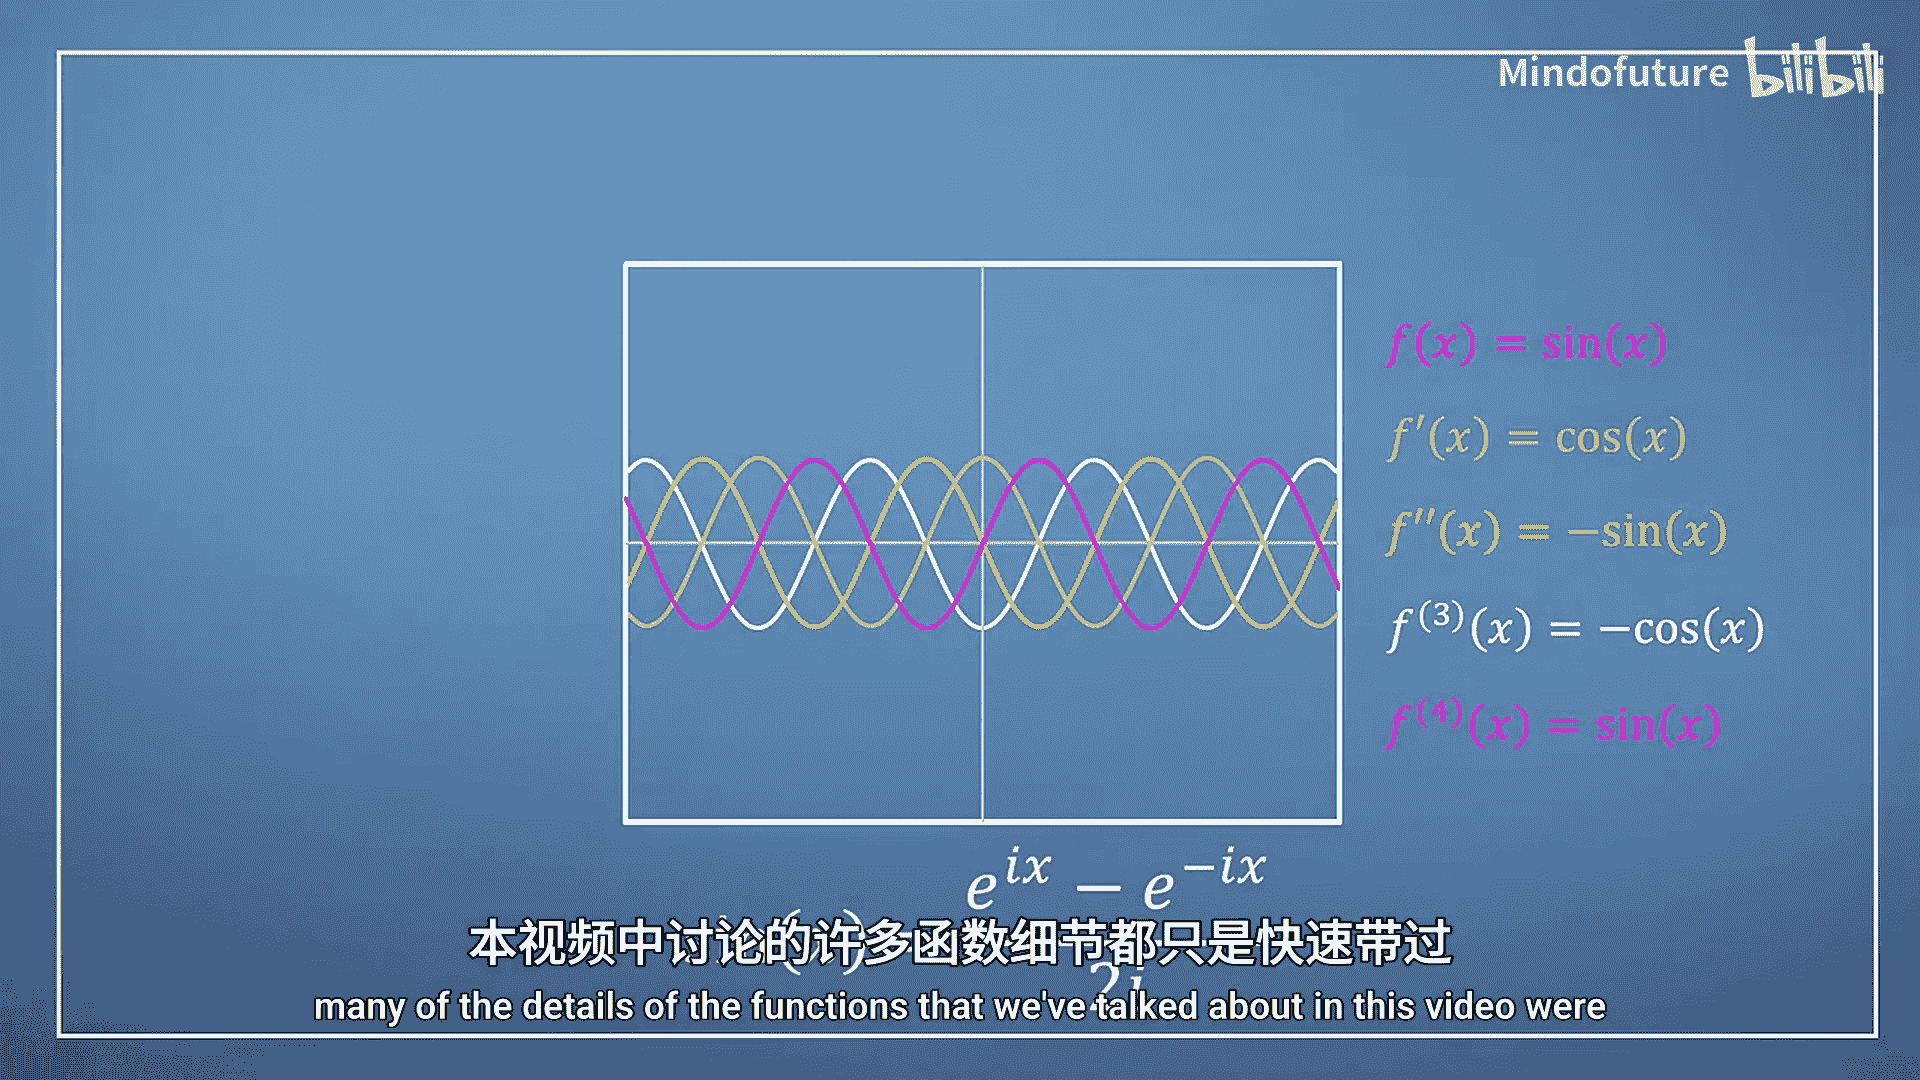 Mindofuture bilibili
f(x) = sin(x)
f′(x) = cos(x)
f″(x) = −sin(x)
f⁽³⁾(x) = −cos(x)
f⁽⁴⁾(x) = sin(x)
e^{ix} − e^{−ix}
2i
本视频中讨论的许多函数细节都只是快速带过
many of the details of the functions that we've talked about in this video were